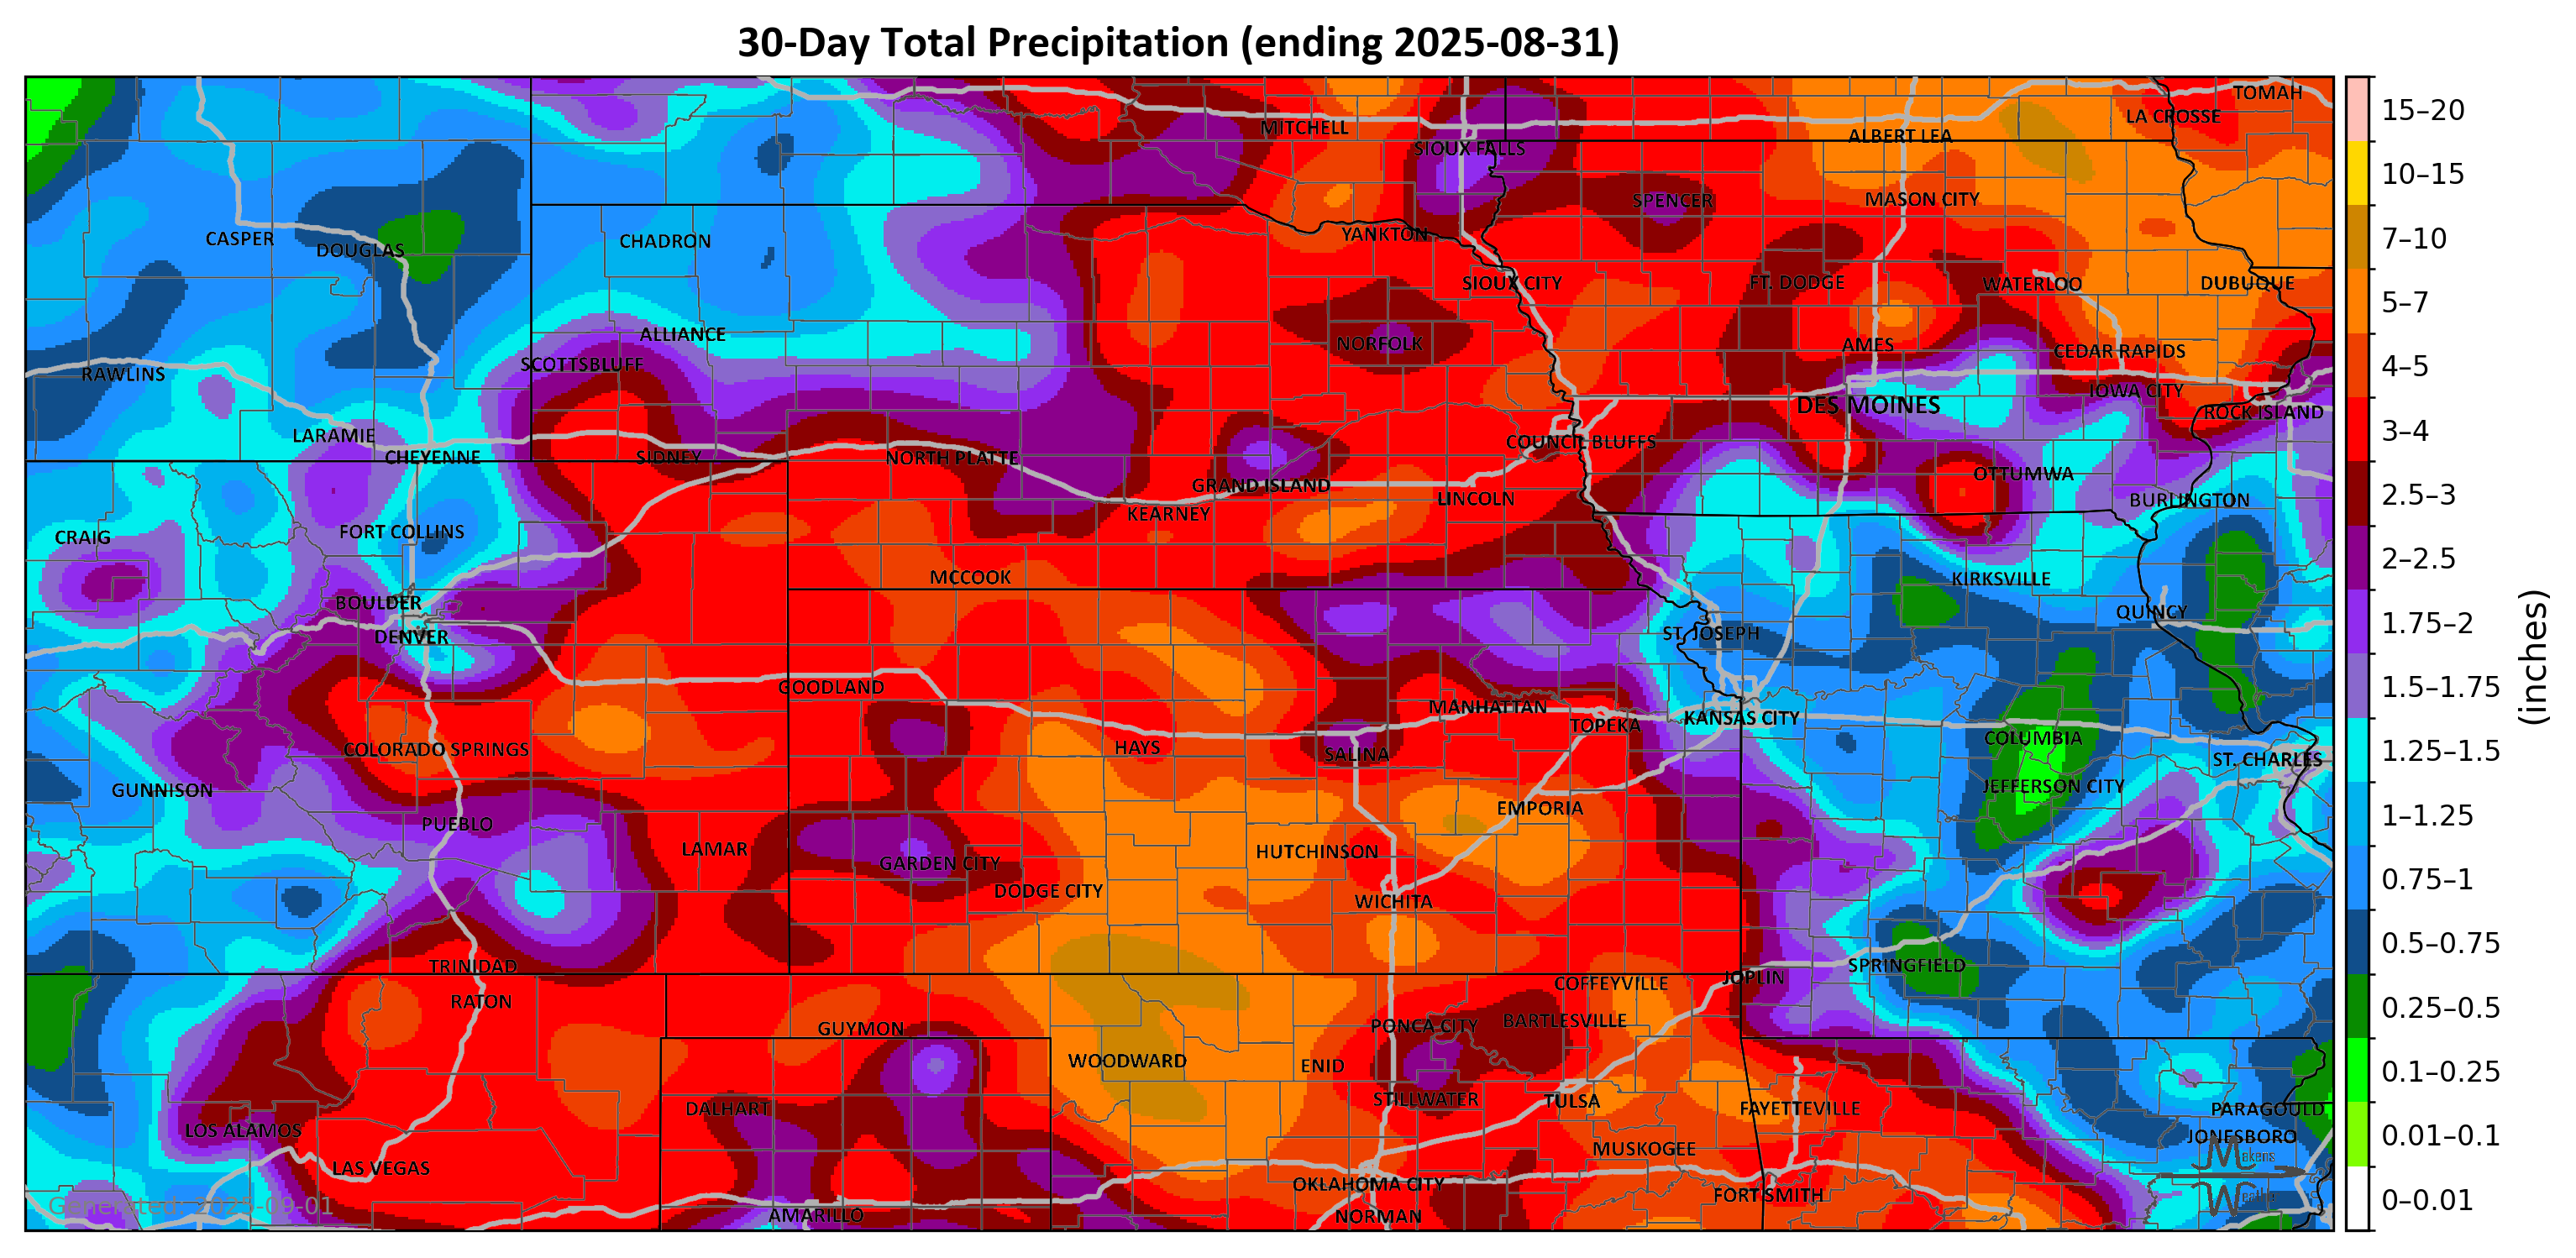 30-Day Total Precipitation (ending 2025-08-31)
TOMAH
LA CROSSE
MITCHELL
ALBERT LEA
SIOUX FALLS
SPENCER
MASON CITY
CASPER
DOUGLAS
CHADRON
YANKTON
SIOUX CITY
FT. DODGE
WATERLOO
DUBUQUE
ALLIANCE
NORFOLK
AMES
CEDAR RAPIDS
SCOTTSBLUFF
RAWLINS
IOWA CITY
DES MOINES
ROCK ISLAND
LARAMIE
COUNCIL BLUFFS
CHEYENNE
SIDNEY
NORTH PLATTE
OTTUMWA
GRAND ISLAND
LINCOLN
BURLINGTON
KEARNEY
CRAIG
FORT COLLINS
MCCOOK
KIRKSVILLE
BOULDER
QUINCY
DENVER
ST. JOSEPH
GOODLAND
MANHATTAN
TOPEKA
KANSAS CITY
COLORADO SPRINGS
HAYS
SALINA
COLUMBIA
ST. CHARLES
GUNNISON
JEFFERSON CITY
EMPORIA
PUEBLO
LAMAR
GARDEN CITY
HUTCHINSON
DODGE CITY
WICHITA
TRINIDAD
SPRINGFIELD
JOPLIN
COFFEYVILLE
RATON
GUYMON
PONCA CITY
BARTLESVILLE
WOODWARD
ENID
DALHART
STILLWATER
TULSA
FAYETTEVILLE
PARAGOULD
LOS ALAMOS
JONESBORO
MUSKOGEE
LAS VEGAS
OKLAHOMA CITY
FORT SMITH
AMARILLO
NORMAN
Generated: 2025-09-01
Makens
15–20
10–15
7–10
5–7
4–5
3–4
2.5–3
2–2.5
1.75–2
1.5–1.75
1.25–1.5
1–1.25
0.75–1
0.5–0.75
0.25–0.5
0.1–0.25
0.01–0.1
0–0.01
(inches)